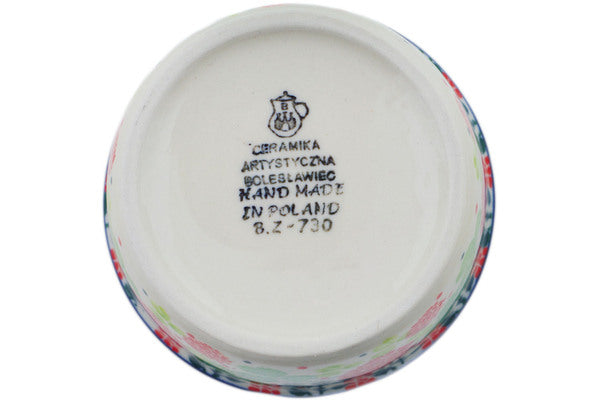 B
CERAMIKA
ARTYSTYCZNA
BOLESŁAWIEC
HAND MADE
IN POLAND
B.Z-730